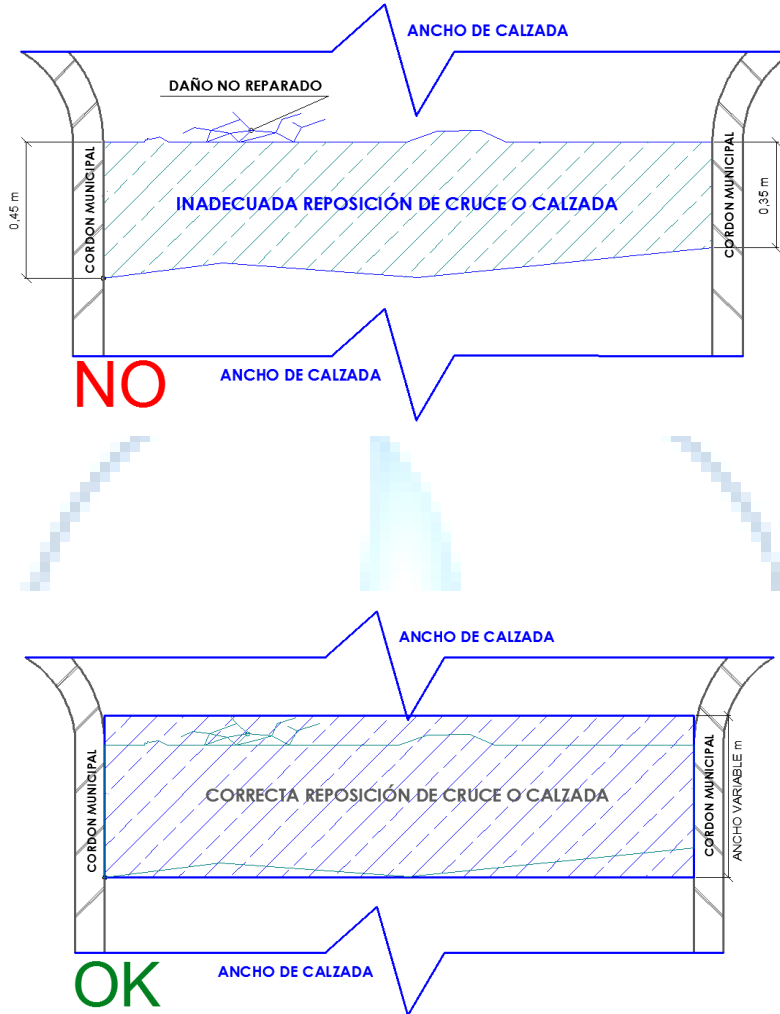 ANCHO DE CALZADA
DAÑO NO REPARADO
0,45 m
CORDON MUNICIPAL
INADECUADA REPOSICIÓN DE CRUCE O CALZADA
CORDON MUNICIPAL
0,35 m
NO
ANCHO DE CALZADA
ANCHO DE CALZADA
CORDON MUNICIPAL
CORRECTA REPOSICIÓN DE CRUCE O CALZADA
CORDON MUNICIPAL
ANCHO VARIABLE m
OK
ANCHO DE CALZADA